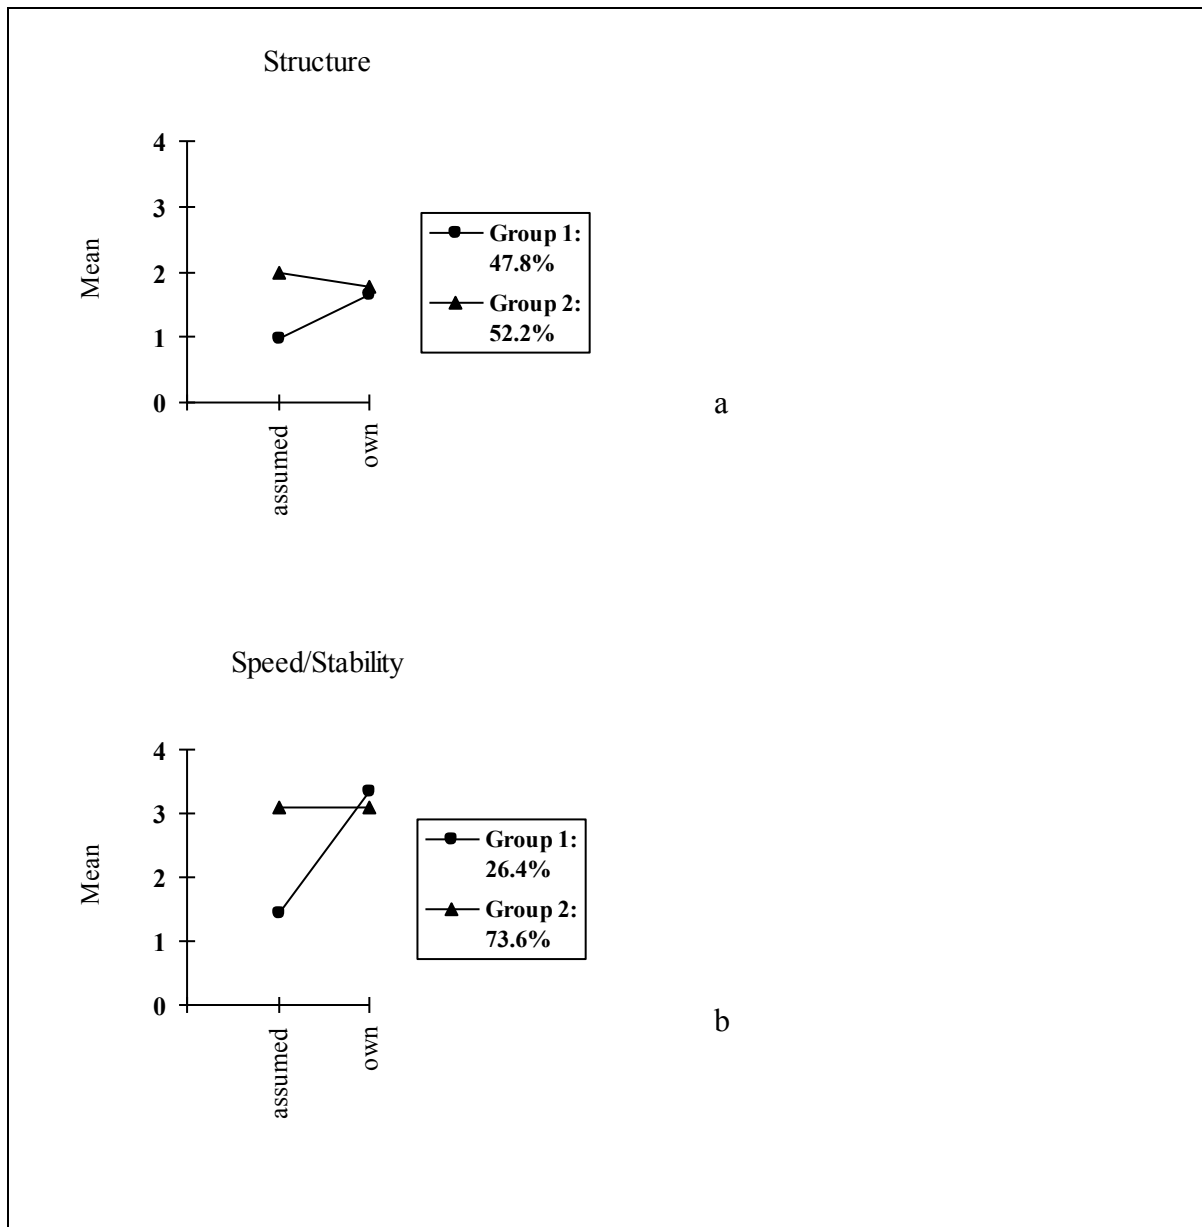 Structure
4
3
2
1
0
Mean
assumed
own
Group 1:
47.8%
Group 2:
52.2%
a
Speed/Stability
4
3
2
1
0
Mean
assumed
own
Group 1:
26.4%
Group 2:
73.6%
b